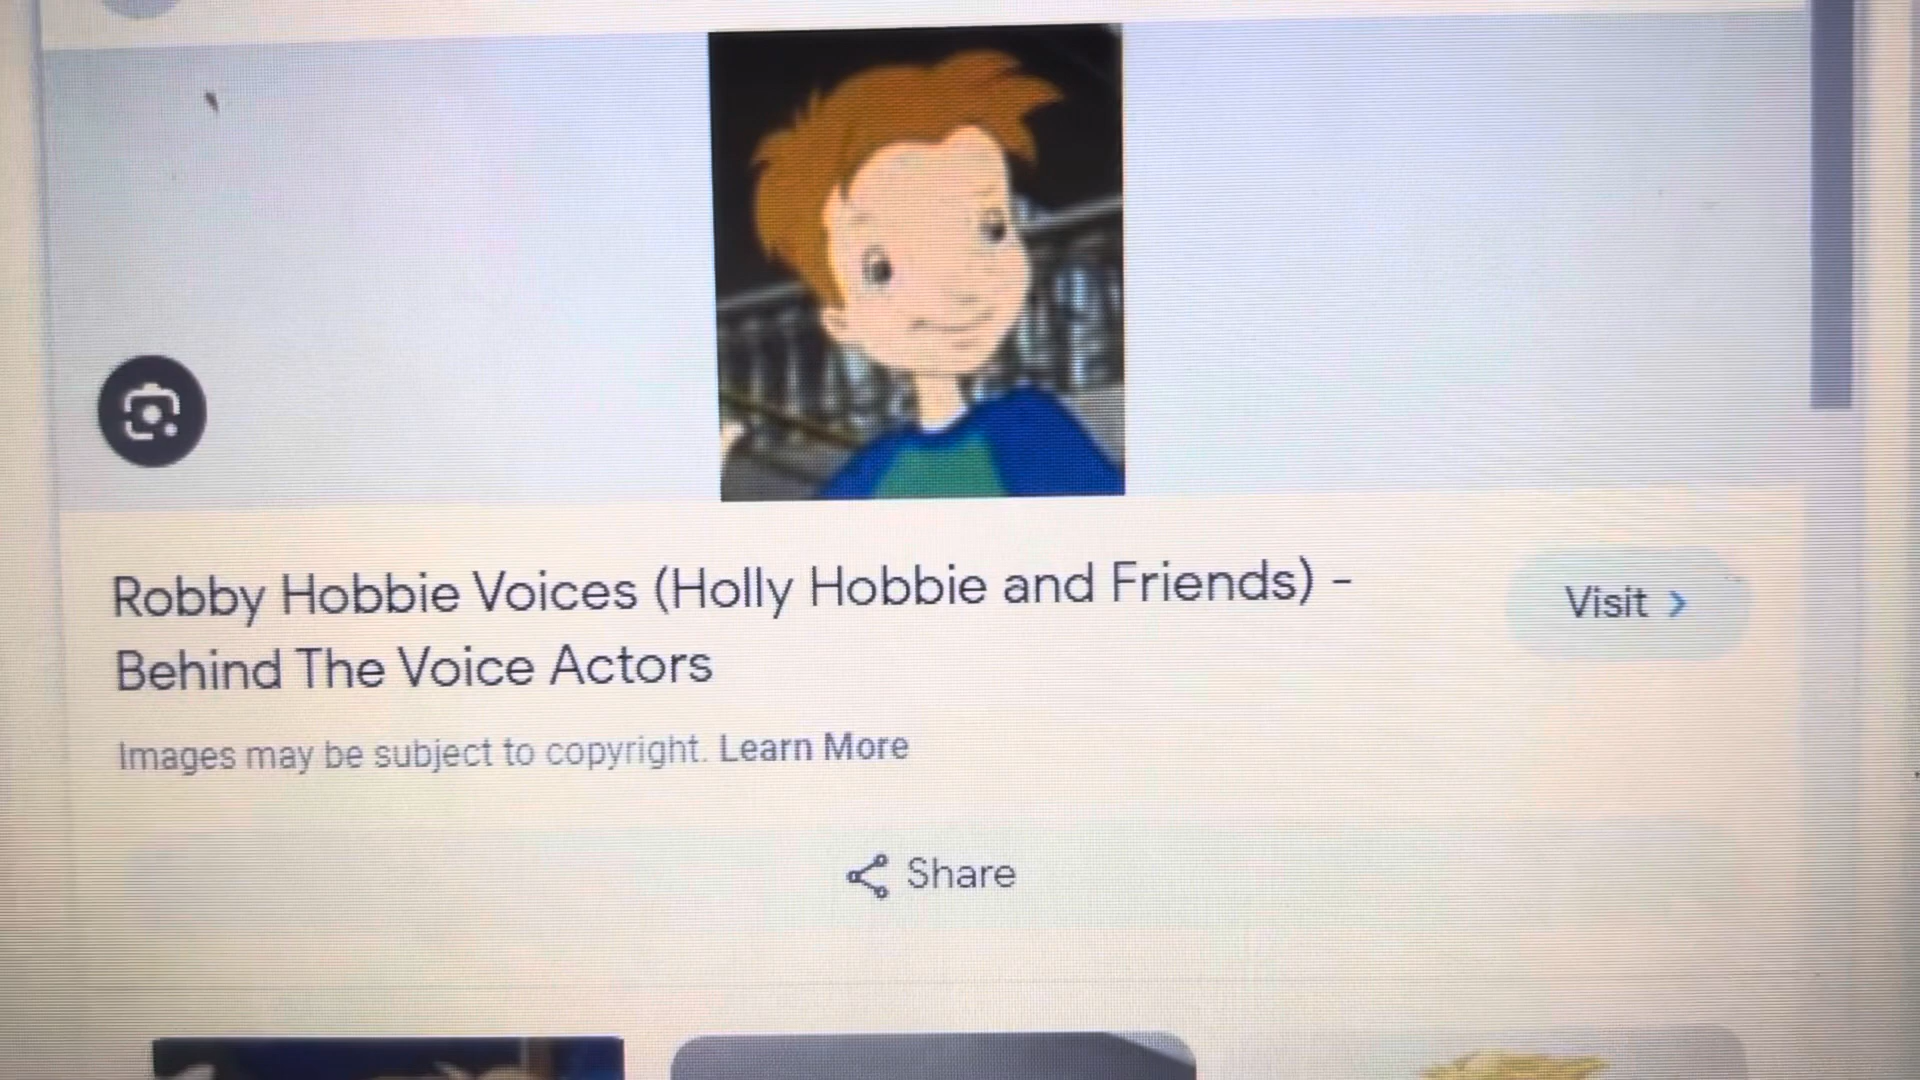 Robby Hobbie Voices (Holly Hobbie and Friends) -
Behind The Voice Actors
Visit >
Images may be subject to copyright. Learn More
Share